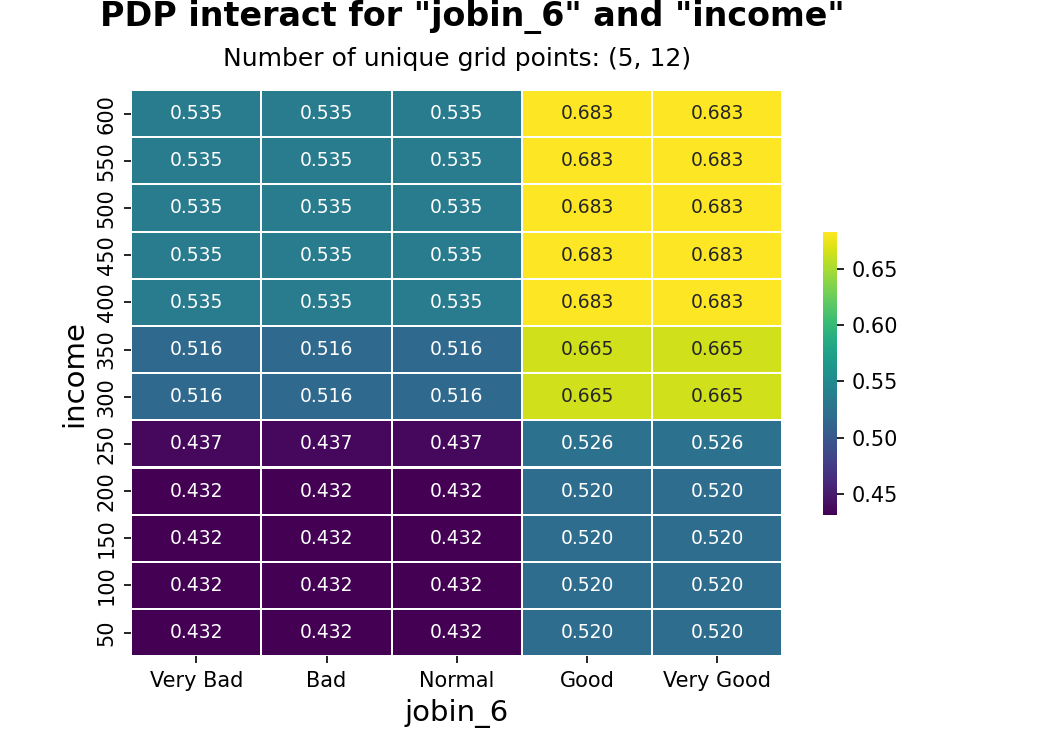 PDP interact for "jobin_6" and "income"
Number of unique grid points: (5, 12)
income
600 0.535 0.535 0.535 0.683 0.683
550 0.535 0.535 0.535 0.683 0.683
500 0.535 0.535 0.535 0.683 0.683
450 0.535 0.535 0.535 0.683 0.683
400 0.535 0.535 0.535 0.683 0.683
350 0.516 0.516 0.516 0.665 0.665
300 0.516 0.516 0.516 0.665 0.665
250 0.437 0.437 0.437 0.526 0.526
200 0.432 0.432 0.432 0.520 0.520
150 0.432 0.432 0.432 0.520 0.520
100 0.432 0.432 0.432 0.520 0.520
50 0.432 0.432 0.432 0.520 0.520
Very Bad Bad Normal Good Very Good
jobin_6
0.65
0.60
0.55
0.50
0.45